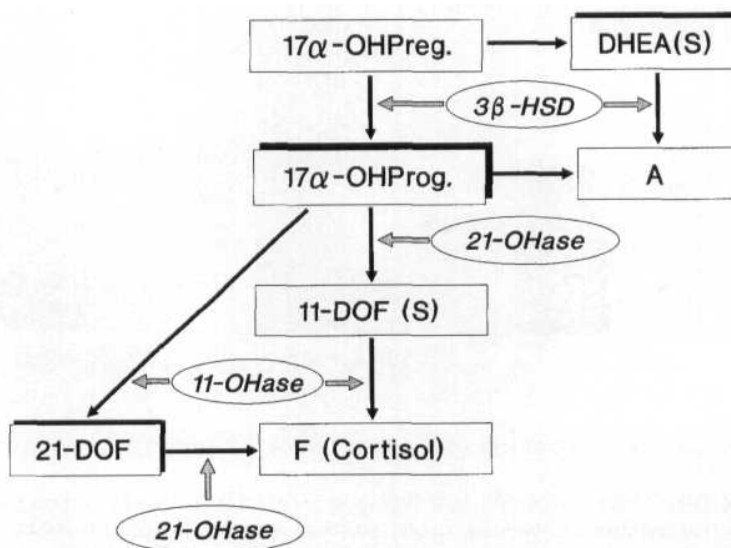 17α-OHPreg.
DHEA(S)
3β-HSD
17α-OHProg.
A
21-OHase
11-DOF (S)
11-OHase
21-DOF
F (Cortisol)
21-OHase